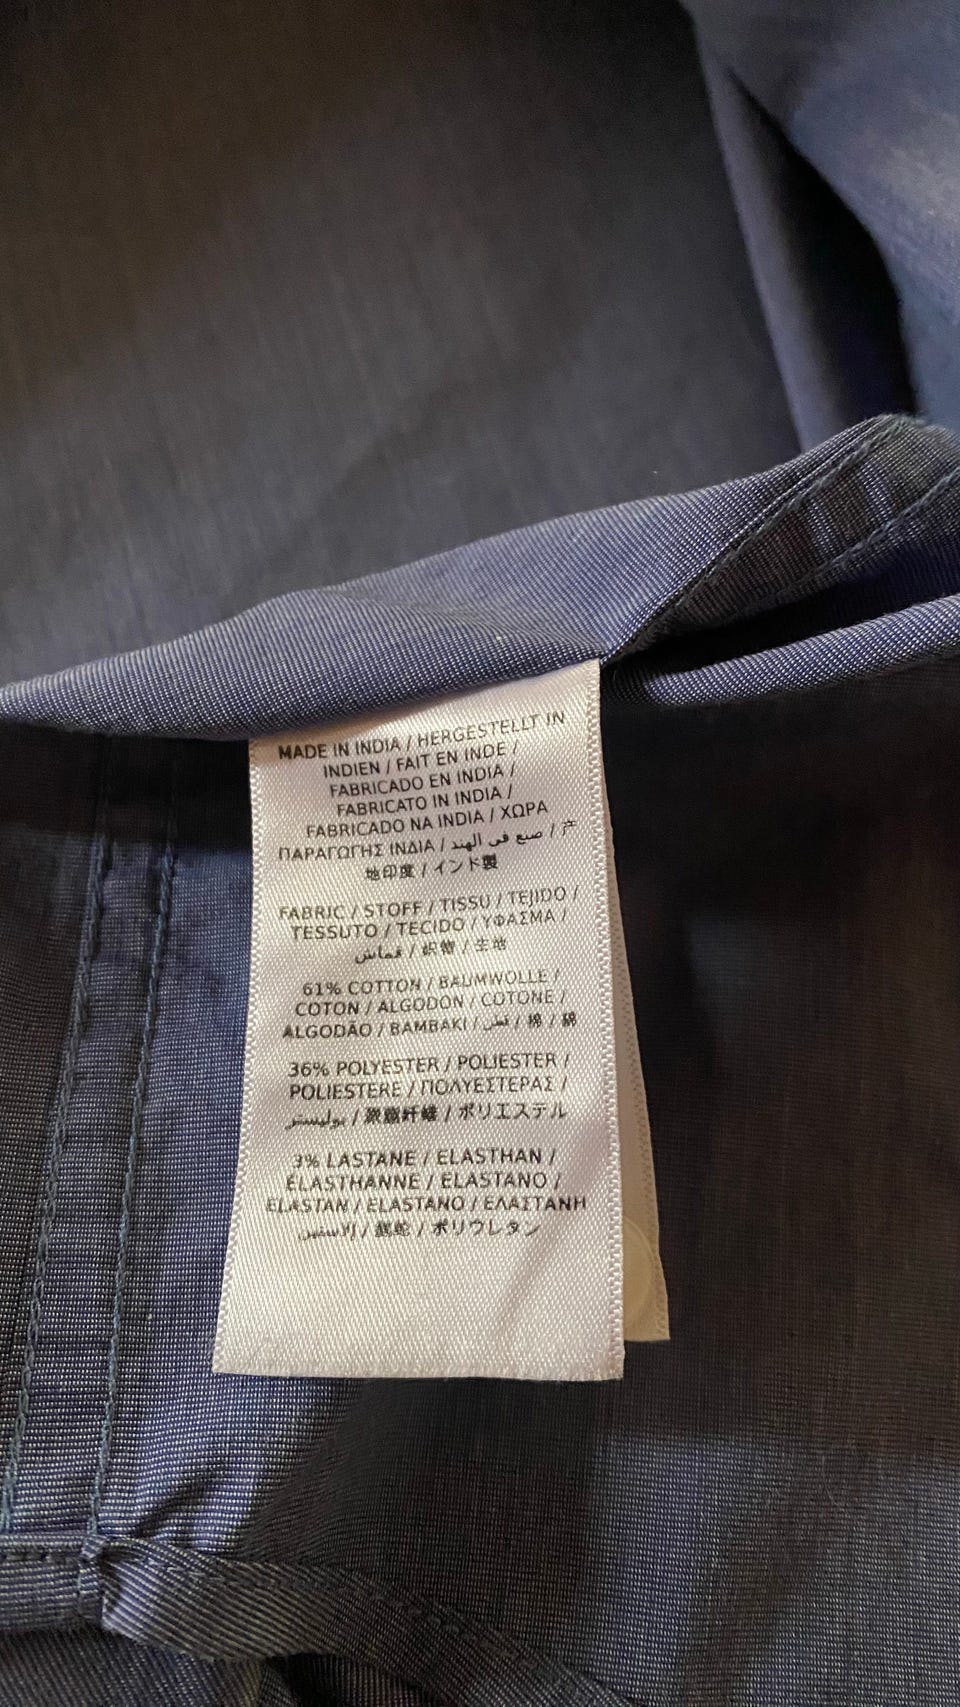 MADE IN INDIA / HERGESTELLT IN
INDIEN / FAIT EN INDE /
FABRICADO EN INDIA /
FABRICATO IN INDIA /
FABRICADO NA INDIA / ΧΩΡΑ
ΠΑΡΑΓΩΓΗΣ ΙΝΔΙΑ / صنع في الهند / 产
地印度 / インド製
FABRIC / STOFF / TISSU / TEJIDO /
TESSUTO / TECIDO / ΥΦΑΣΜΑ /
قماش / 织物 / 生地
61% COTTON / BAUMWOLLE /
COTON / ALGODON / COTONE /
ALGODÃO / BAMBAKI / قطن / 棉 / 綿
36% POLYESTER / POLIESTER /
POLIESTERE / ΠΟΛΥΕΣΤΕΡΑΣ /
بوليستر / 聚酯纤维 / ポリエステル
3% LASTANE / ELASTHAN /
ELASTHANNE / ELASTANO /
ELASTAN / ELASTANO / ΕΛΑΣΤΑΝΗ
الاستين / ポリウレタン